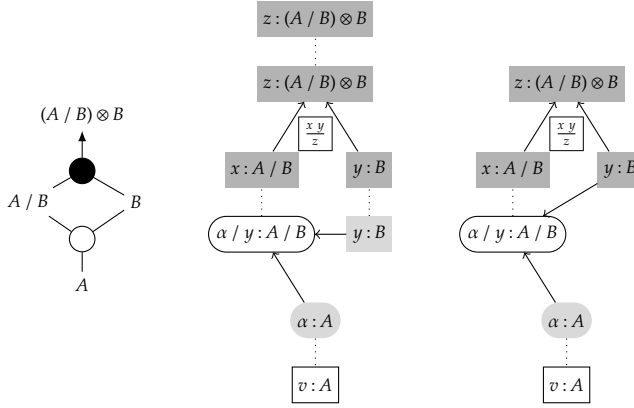 (A / B) ⊗ B
A / B
B
A
z : (A / B) ⊗ B
z : (A / B) ⊗ B
x y
z
x : A / B
y : B
α / y : A / B
y : B
α : A
v : A
z : (A / B) ⊗ B
x y
z
x : A / B
y : B
α / y : A / B
α : A
v : A